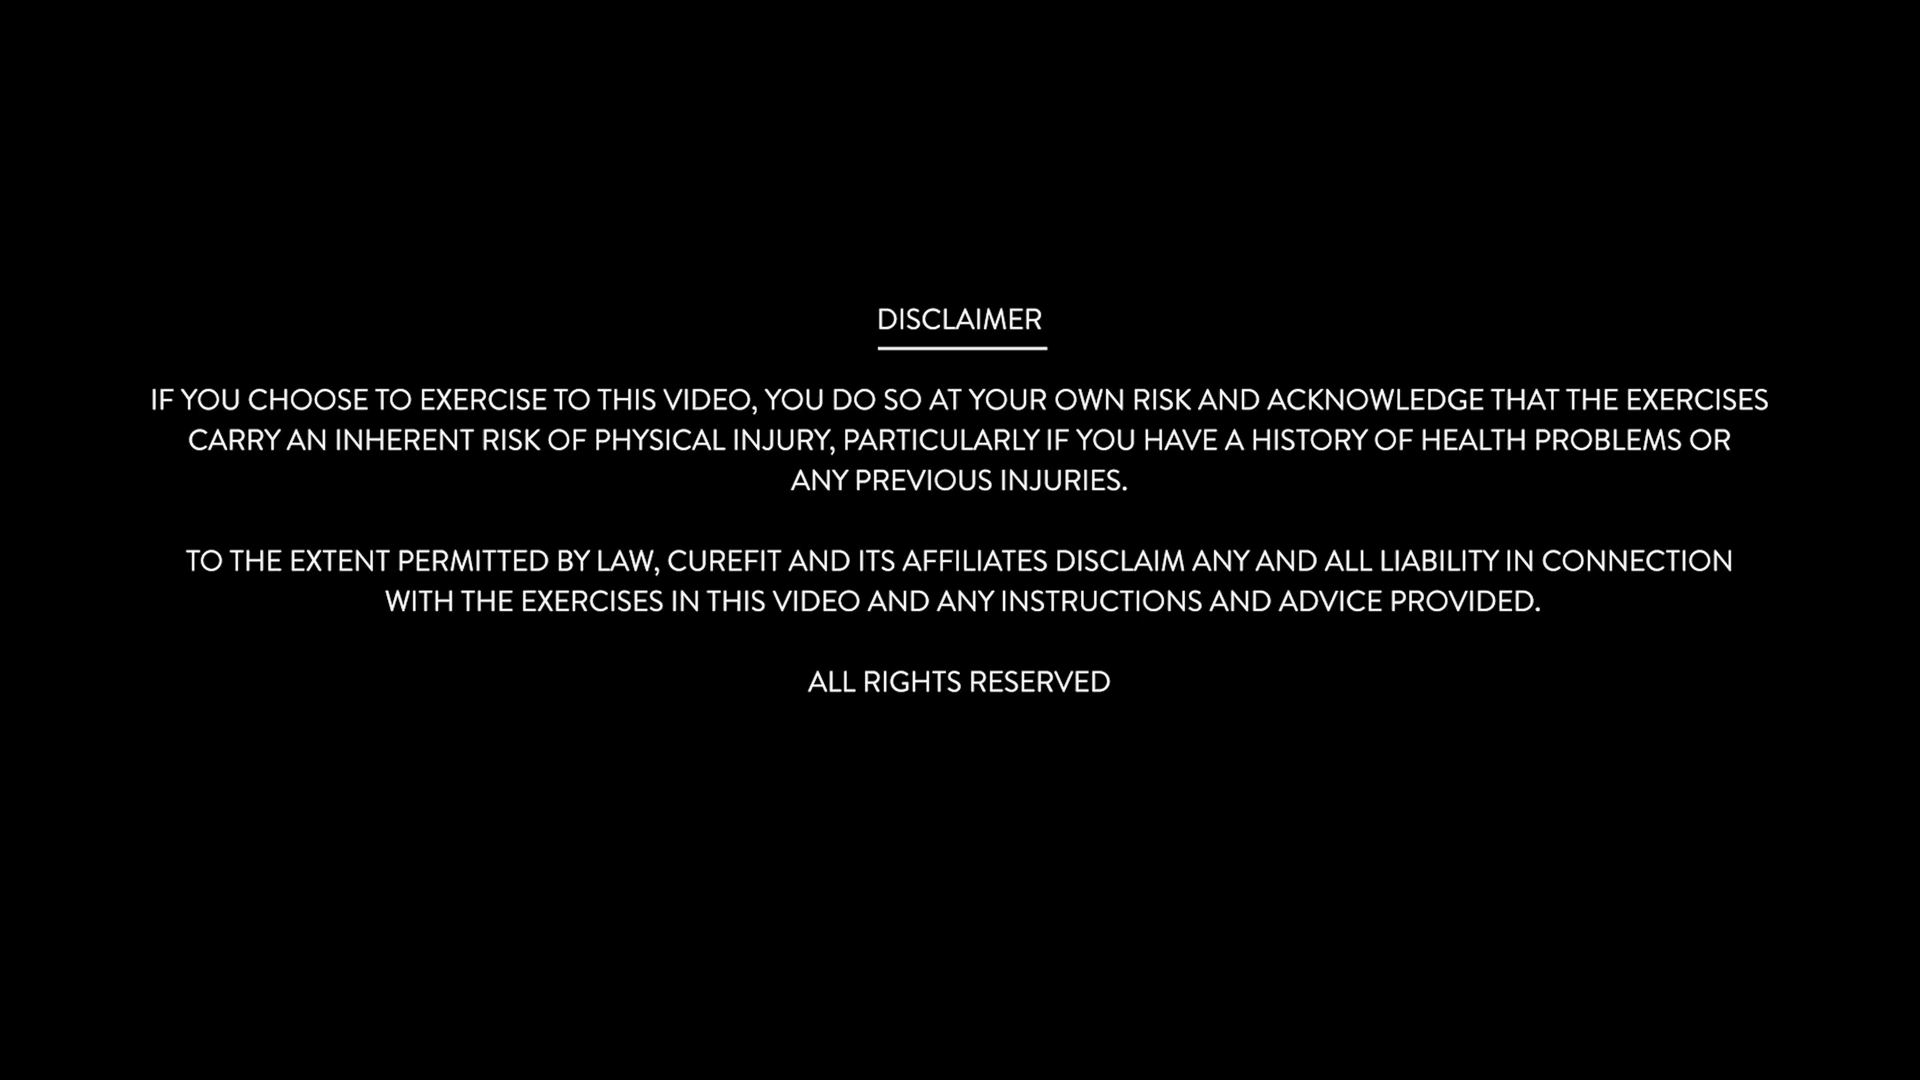 DISCLAIMER
IF YOU CHOOSE TO EXERCISE TO THIS VIDEO, YOU DO SO AT YOUR OWN RISK AND ACKNOWLEDGE THAT THE EXERCISES
CARRY AN INHERENT RISK OF PHYSICAL INJURY, PARTICULARLY IF YOU HAVE A HISTORY OF HEALTH PROBLEMS OR
ANY PREVIOUS INJURIES.
TO THE EXTENT PERMITTED BY LAW, CUREFIT AND ITS AFFILIATES DISCLAIM ANY AND ALL LIABILITY IN CONNECTION
WITH THE EXERCISES IN THIS VIDEO AND ANY INSTRUCTIONS AND ADVICE PROVIDED.
ALL RIGHTS RESERVED